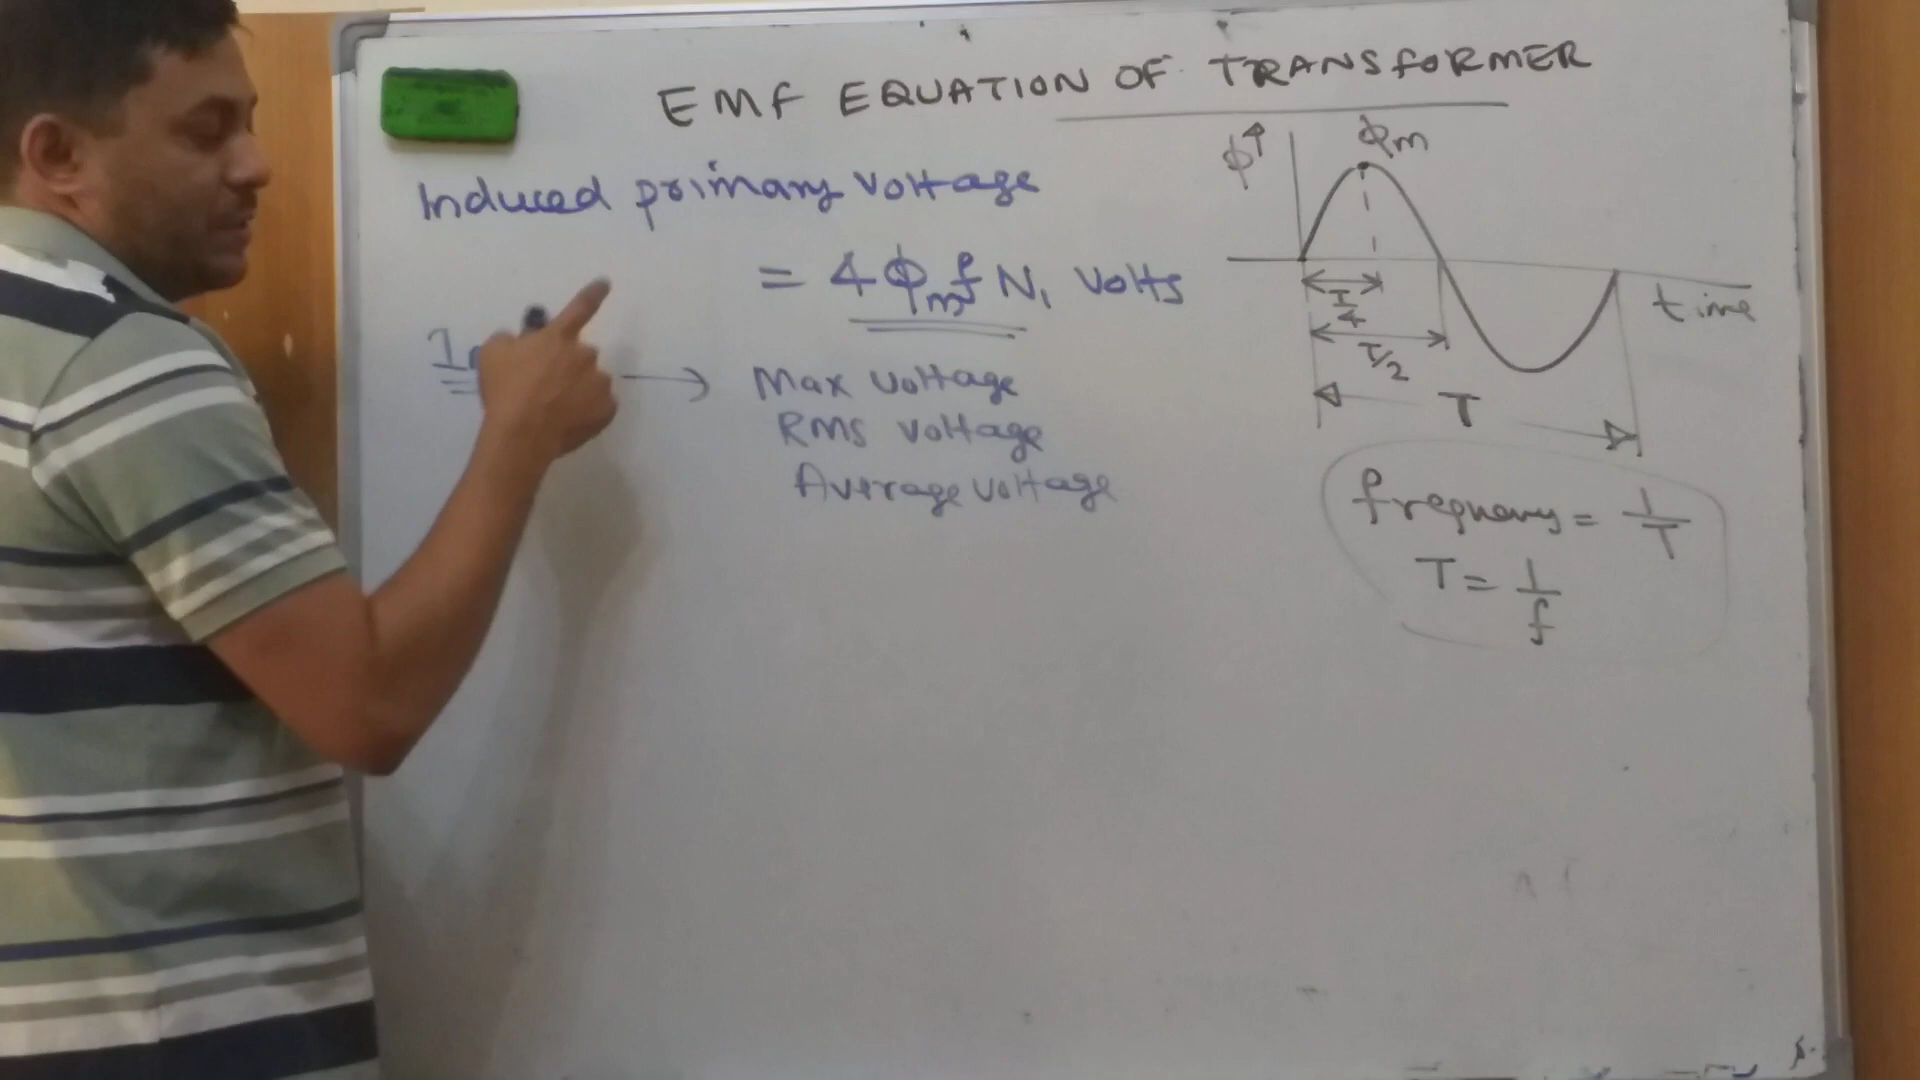 EMF EQUATION OF TRANSFORMER
Induced primary voltage
= 4 ϕm f N1 Volts
→ Max voltage
RMS voltage
Average voltage
ϕ
ϕm
time
T/4
T/2
T
frequency = 1/T
T = 1/f